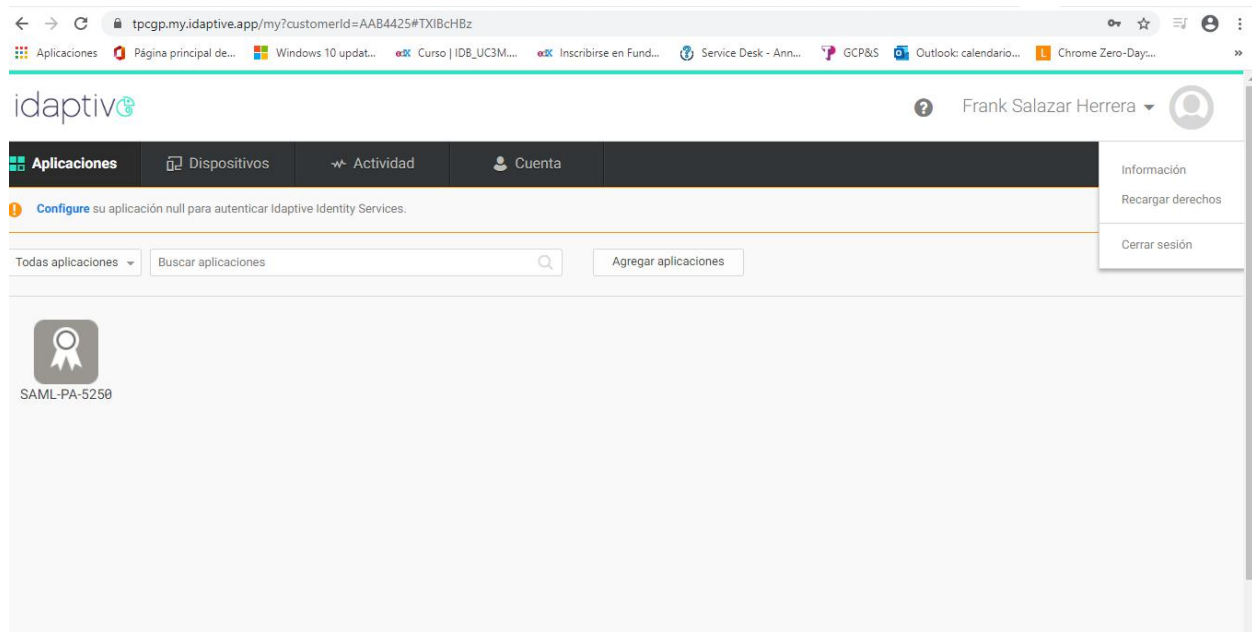 tpcgp.my.idaptive.app/my?customerId=AAB4425#TXlBcHBz
Aplicaciones Página principal de... Windows 10 updat... edX Curso | IDB_UC3M.... edX Inscribirse en Fund... Service Desk - Ann... GCP&S Outlook: calendario... L Chrome Zero-Day:... »
idaptive Frank Salazar Herrera
Aplicaciones Dispositivos Actividad Cuenta
Información
Configure su aplicación null para autenticar Idaptive Identity Services.
Recargar derechos
Cerrar sesión
Todas aplicaciones Buscar aplicaciones Agregar aplicaciones
SAML-PA-5250